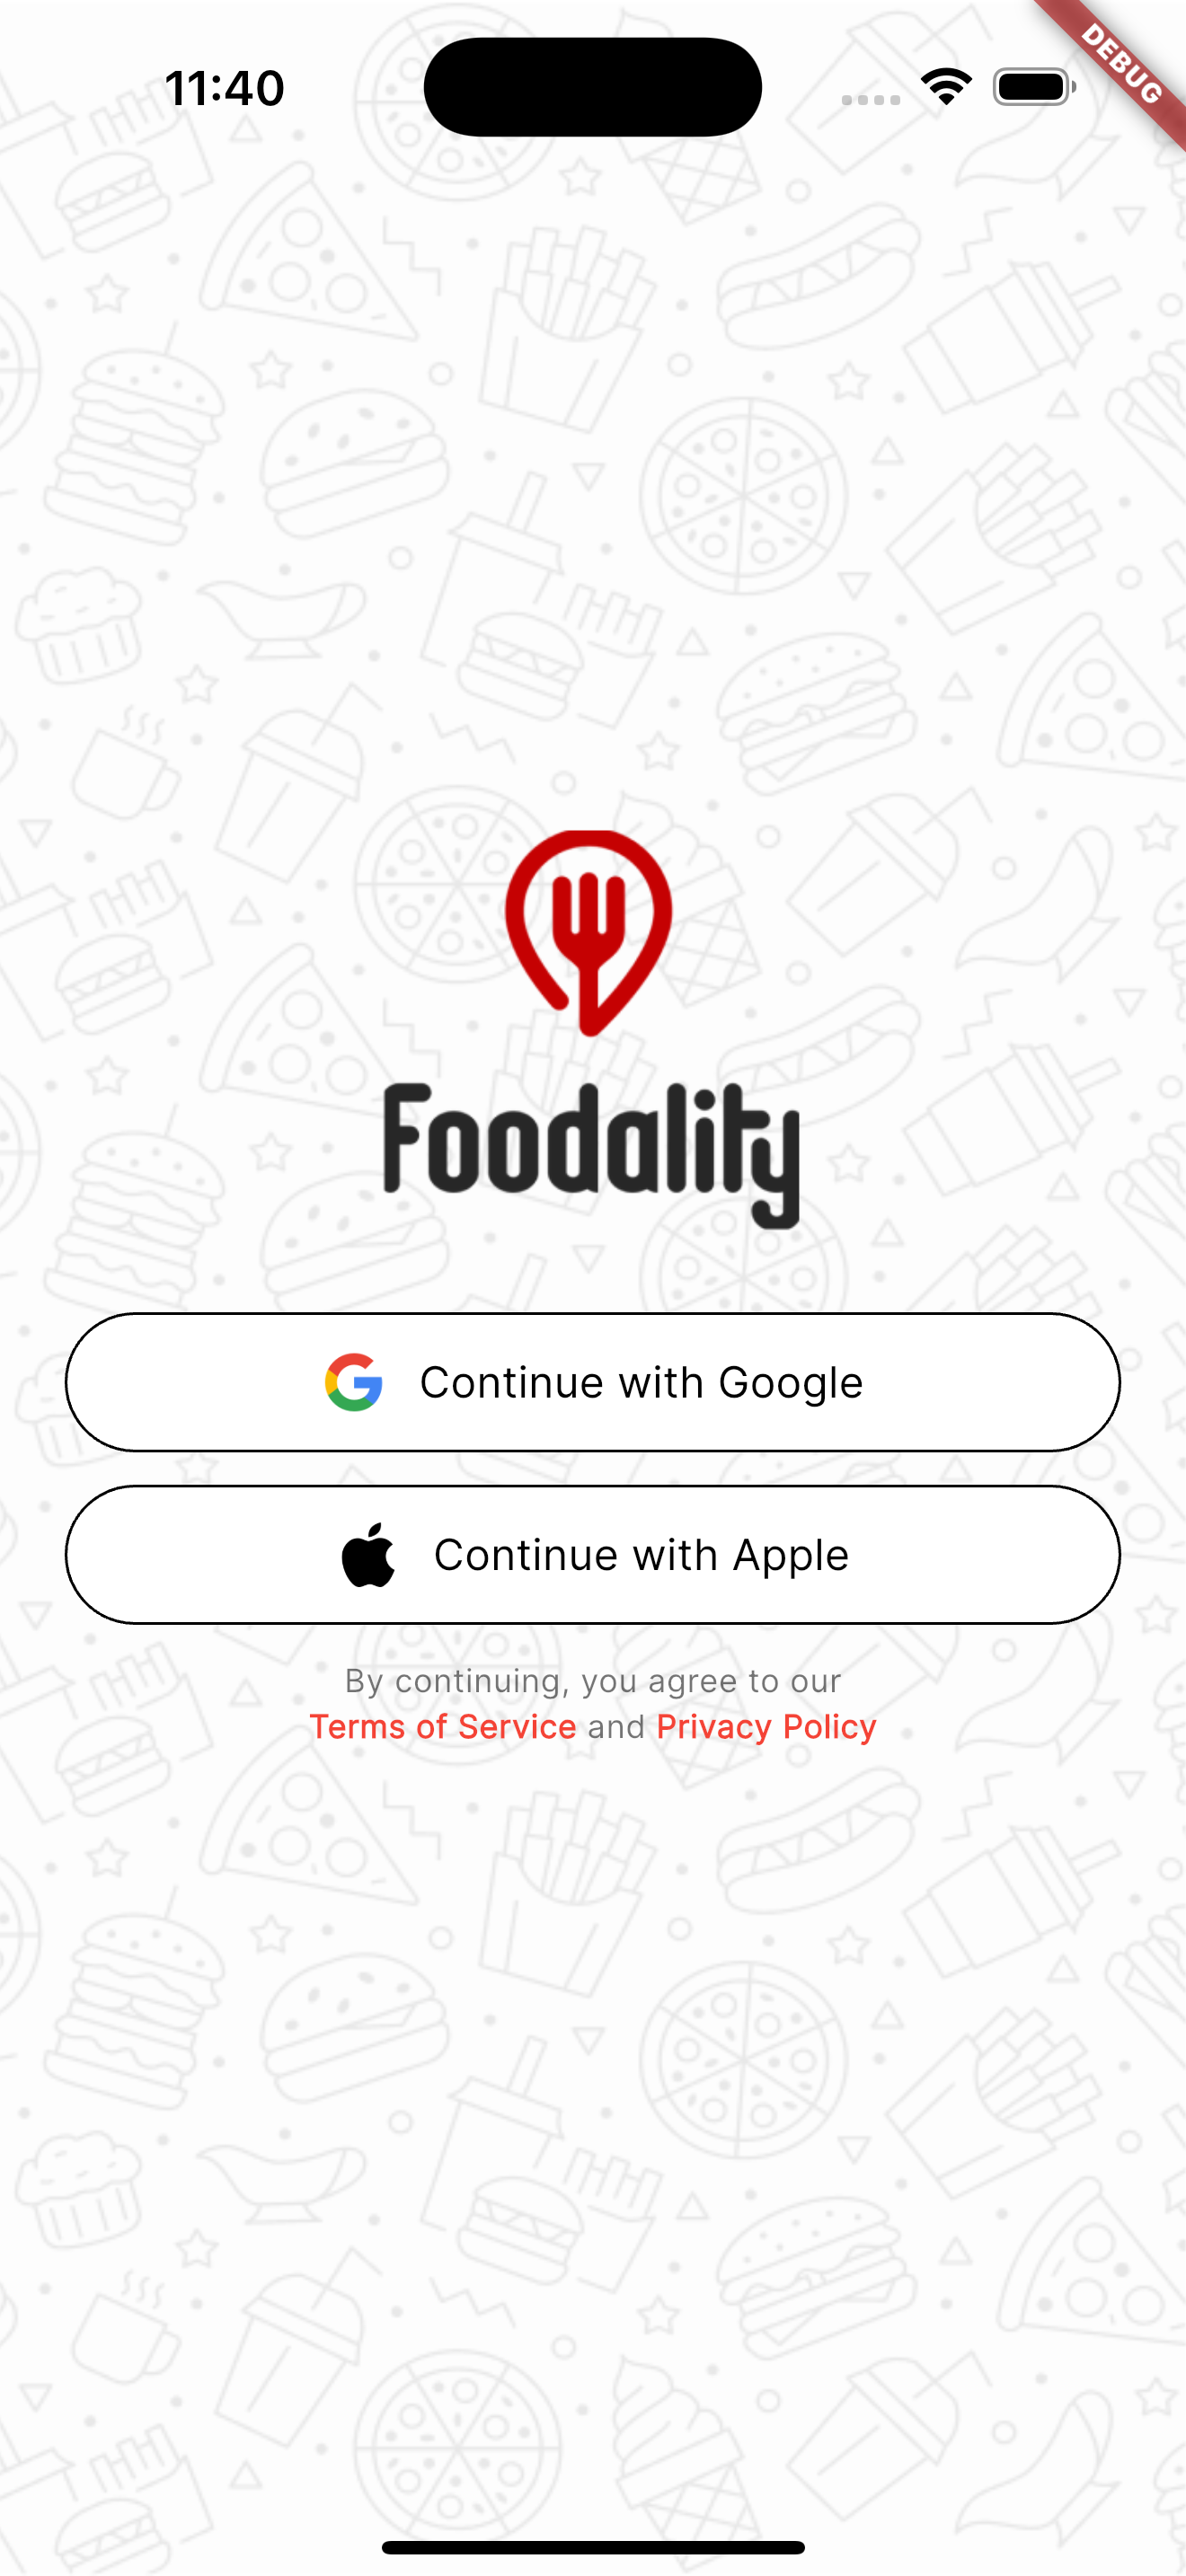 11:40
DEBUG
Foodality
Continue with Google
Continue with Apple
By continuing, you agree to our
Terms of Service and Privacy Policy